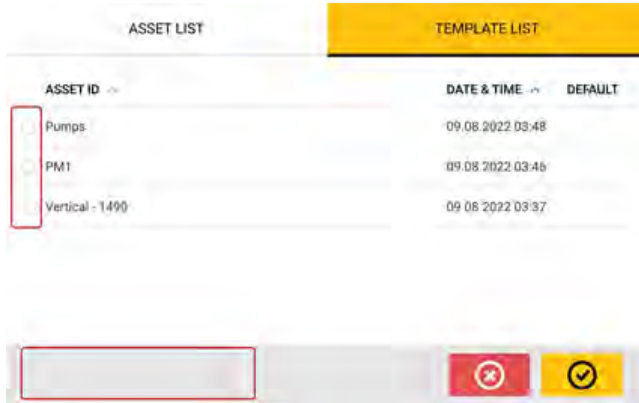 ASSET LIST TEMPLATE LIST
ASSET ID DATE & TIME DEFAULT
Pumps 09.08.2022 03:48
PM1 09.08.2022 03:46
Vertical - 1490 09.08.2022 03:37